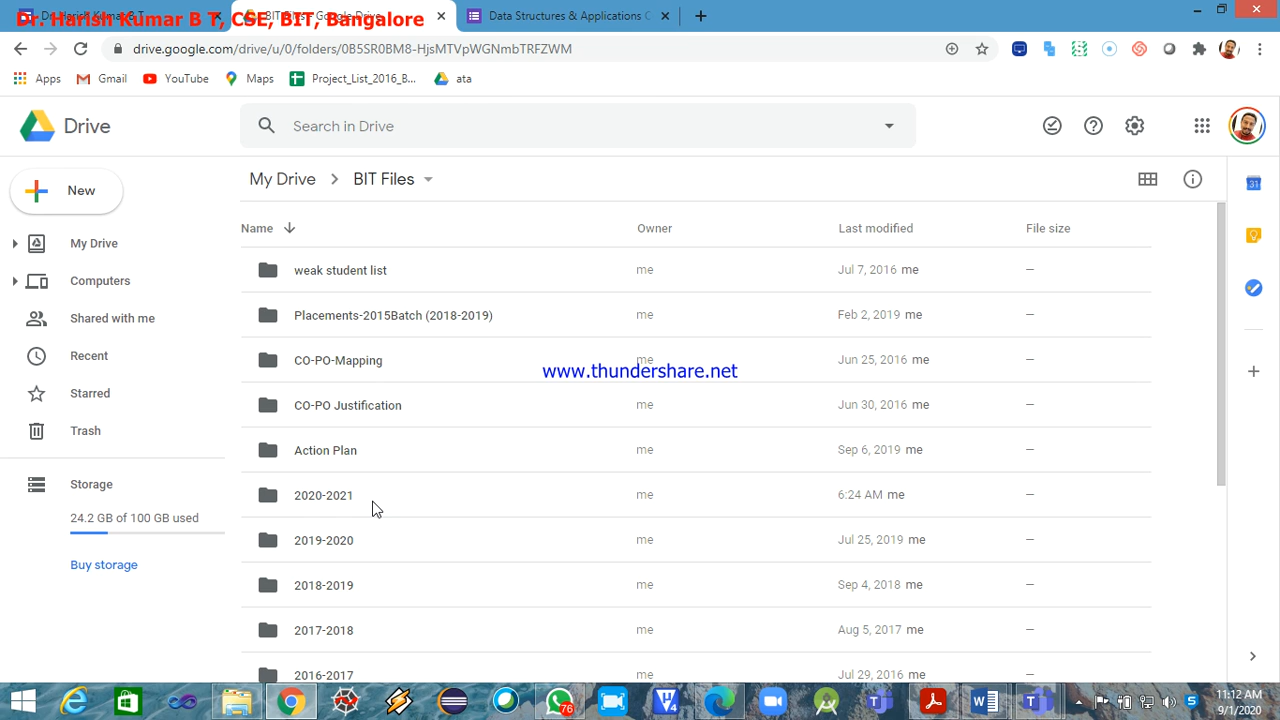 Dr. Harish Kumar B T, CSE, BIT, Bangalore
Data Structures & Applications
drive.google.com/drive/u/0/folders/0B5SR0BM8-HjsMTVpWGNmbTRFZWM
Apps Gmail YouTube Maps Project_List_2016_B... ata
Drive
Search in Drive
New
My Drive
Computers
Shared with me
Recent
Starred
Trash
Storage
24.2 GB of 100 GB used
Buy storage
My Drive > BIT Files
Name Owner Last modified File size
weak student list me Jul 7, 2016 me –
Placements-2015Batch (2018-2019) me Feb 2, 2019 me –
CO-PO-Mapping me Jun 25, 2016 me –
www.thundershare.net
CO-PO Justification me Jun 30, 2016 me –
Action Plan me Sep 6, 2019 me –
2020-2021 me 6:24 AM me –
2019-2020 me Jul 25, 2019 me –
2018-2019 me Sep 4, 2018 me –
2017-2018 me Aug 5, 2017 me –
2016-2017 me Jul 29, 2016 me –
31
76
11:12 AM
9/1/2020